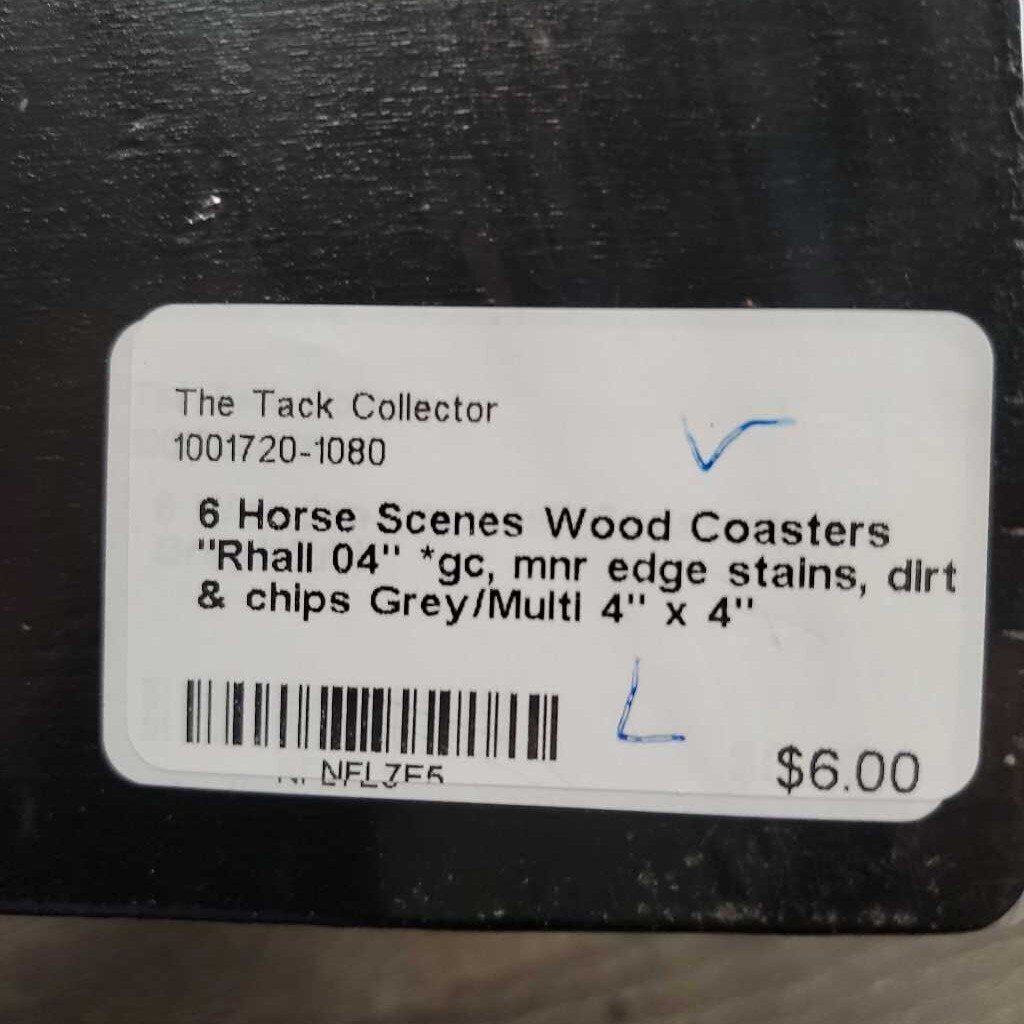 The Tack Collector
1001720-1080
6 Horse Scenes Wood Coasters
"Rhall 04" *gc, mnr edge stains, dirt
& chips Grey/Multi 4" x 4"
L
$6.00